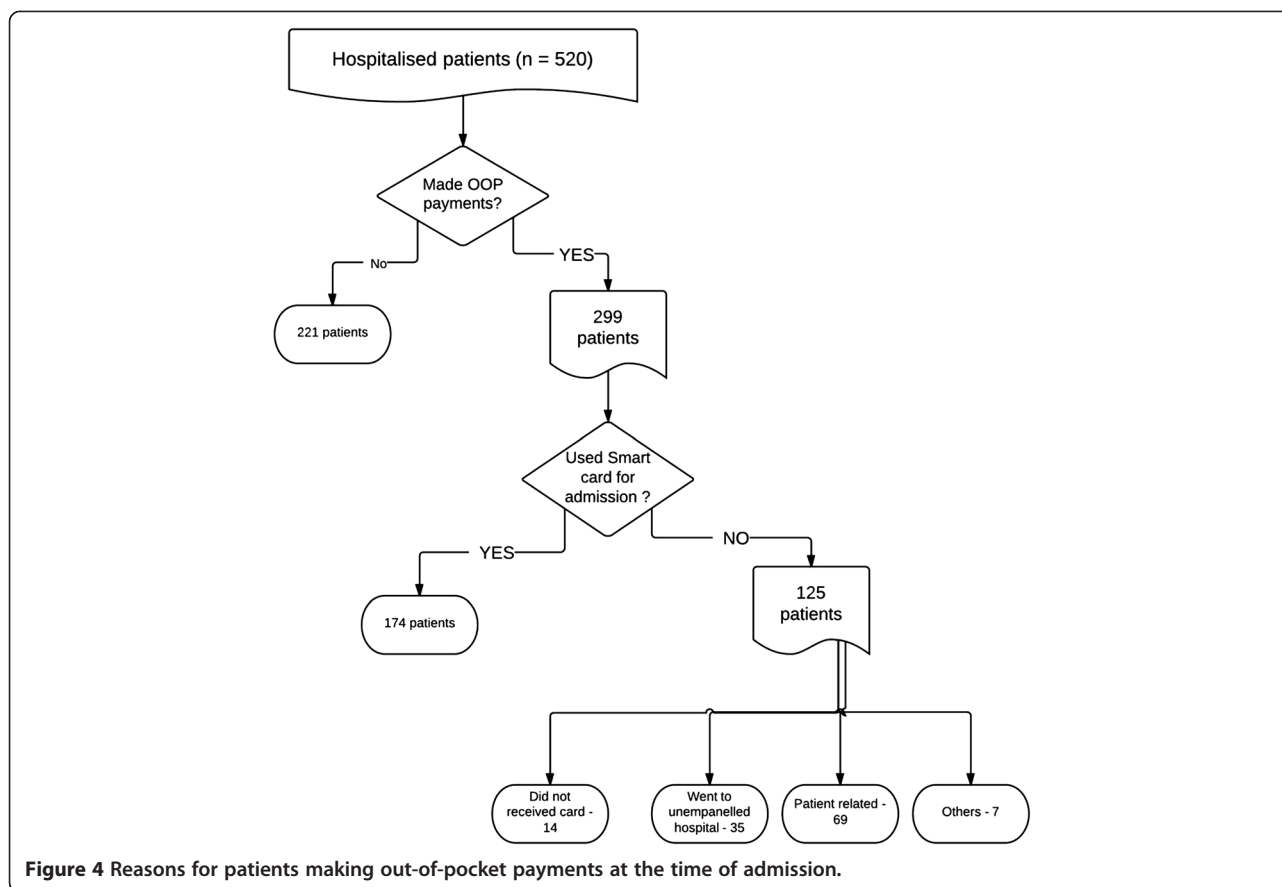 Hospitalised patients (n = 520)
Made OOP
payments?
No
YES
221 patients
299
patients
Used Smart
card for
admission ?
YES
NO
174 patients
125
patients
Did not
received card -
14
Went to
unempanelled
hospital - 35
Patient related -
69
Others - 7
Figure 4 Reasons for patients making out-of-pocket payments at the time of admission.